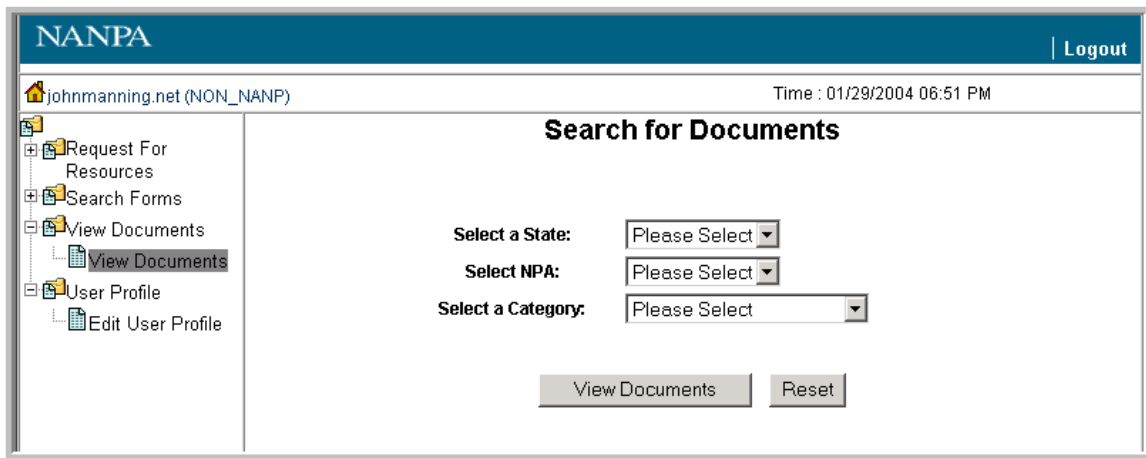 NANPA
| Logout
johnmanning.net (NON_NANP)
Time : 01/29/2004 06:51 PM
Request For
Resources
Search Forms
View Documents
View Documents
User Profile
Edit User Profile
Search for Documents
Select a State: Please Select
Select NPA: Please Select
Select a Category: Please Select
View Documents Reset